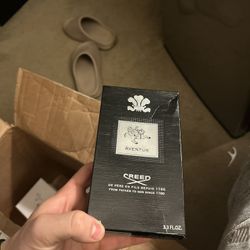 AVENTUS
CREED
DE PÈRE EN FILS DEPUIS 1760
FROM FATHER TO SON SINCE 1760
3.3 FL.OZ.